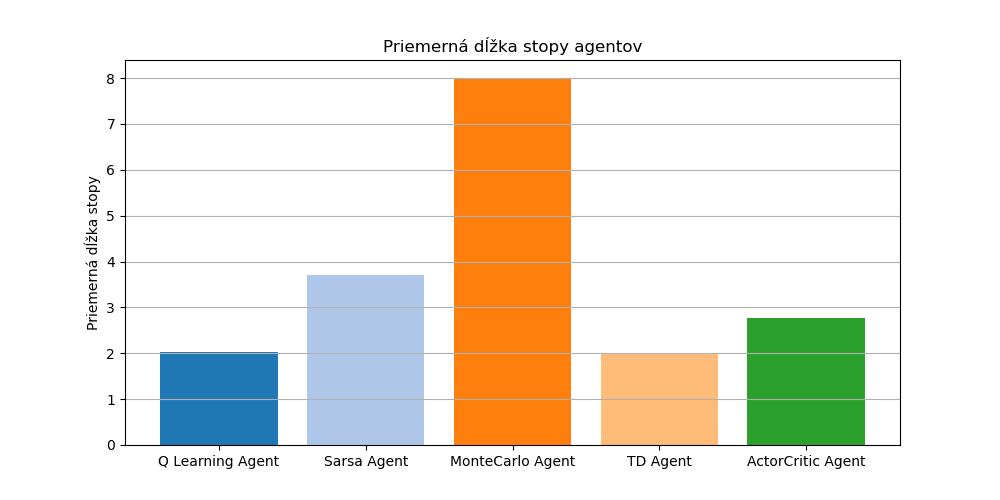 Priemerná dĺžka stopy agentov
Priemerná dĺžka stopy
8
7
6
5
4
3
2
1
0
Q Learning Agent
Sarsa Agent
MonteCarlo Agent
TD Agent
ActorCritic Agent